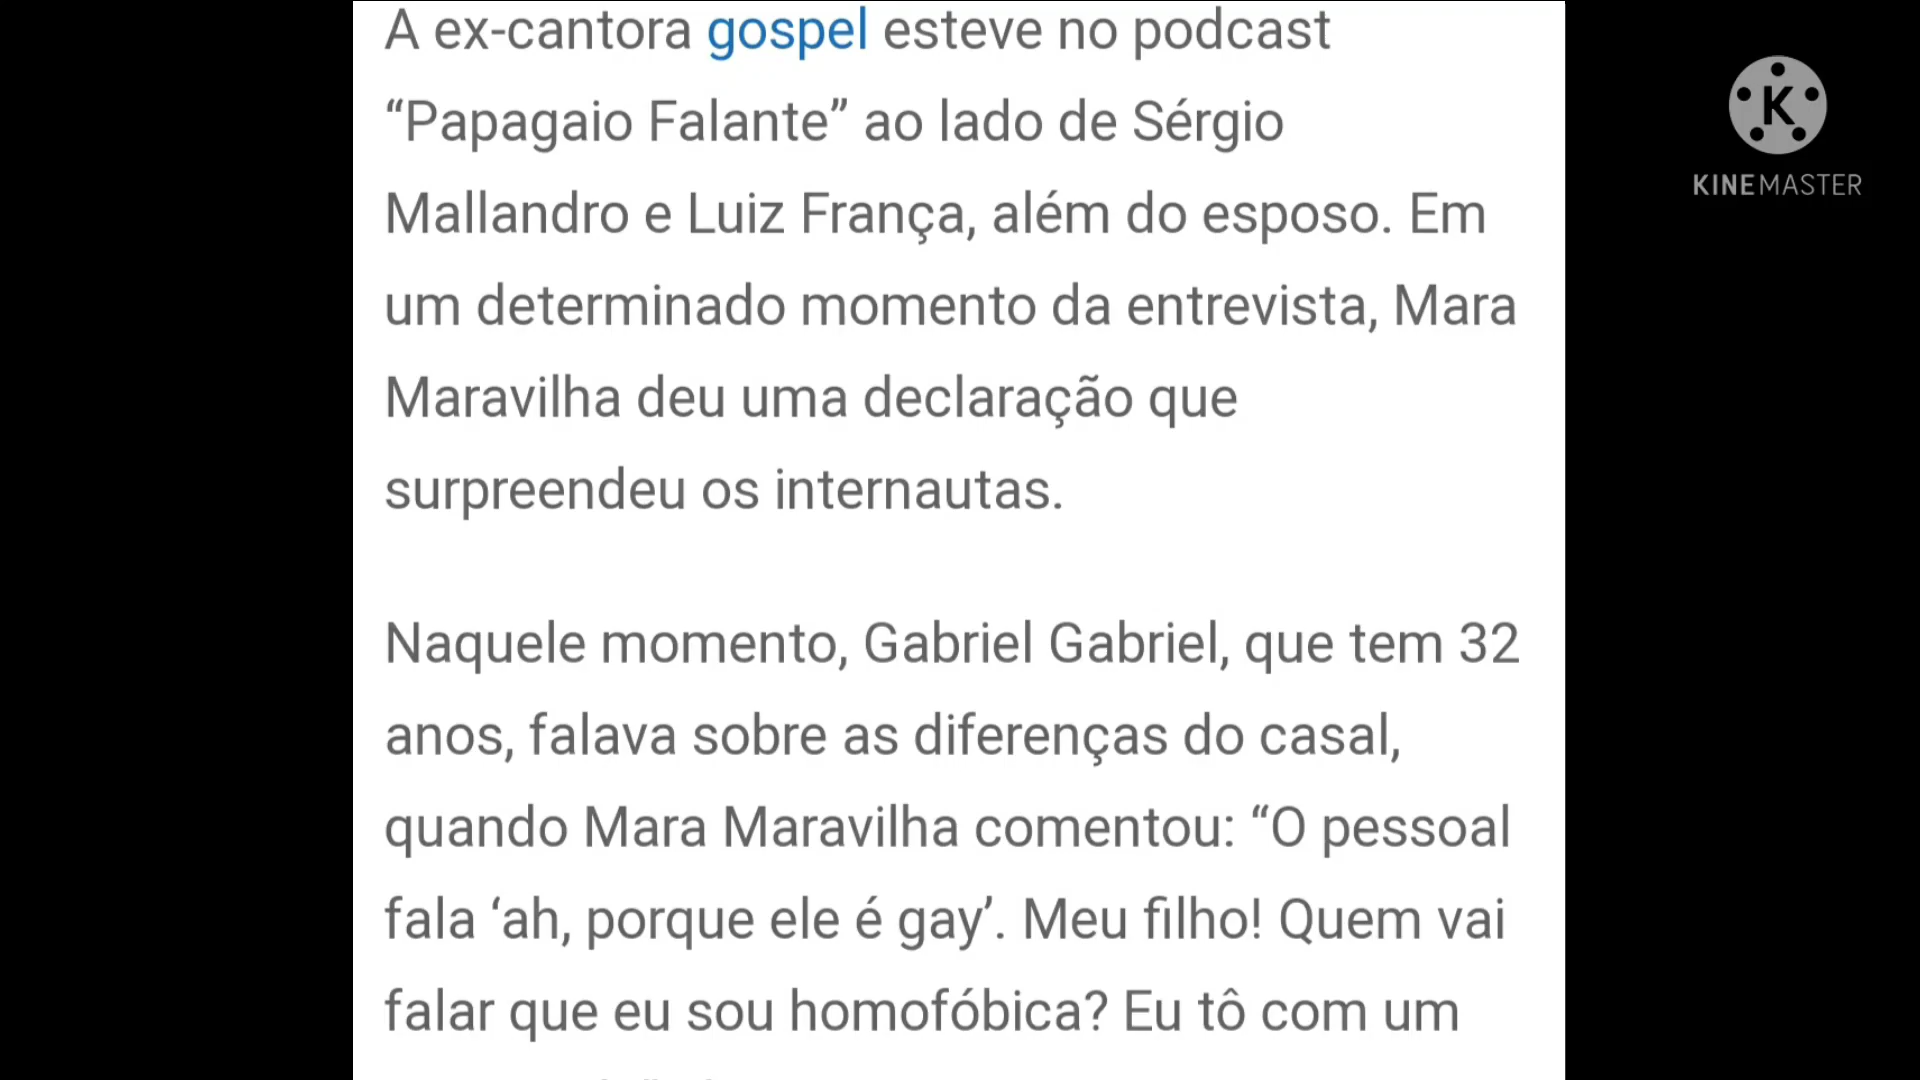 A ex-cantora gospel esteve no podcast
“Papagaio Falante” ao lado de Sérgio
Mallandro e Luiz França, além do esposo. Em
um determinado momento da entrevista, Mara
Maravilha deu uma declaração que
surpreendeu os internautas.
Naquele momento, Gabriel Gabriel, que tem 32
anos, falava sobre as diferenças do casal,
quando Mara Maravilha comentou: “O pessoal
fala ‘ah, porque ele é gay’. Meu filho! Quem vai
falar que eu sou homofóbica? Eu tô com um
K
KINEMASTER